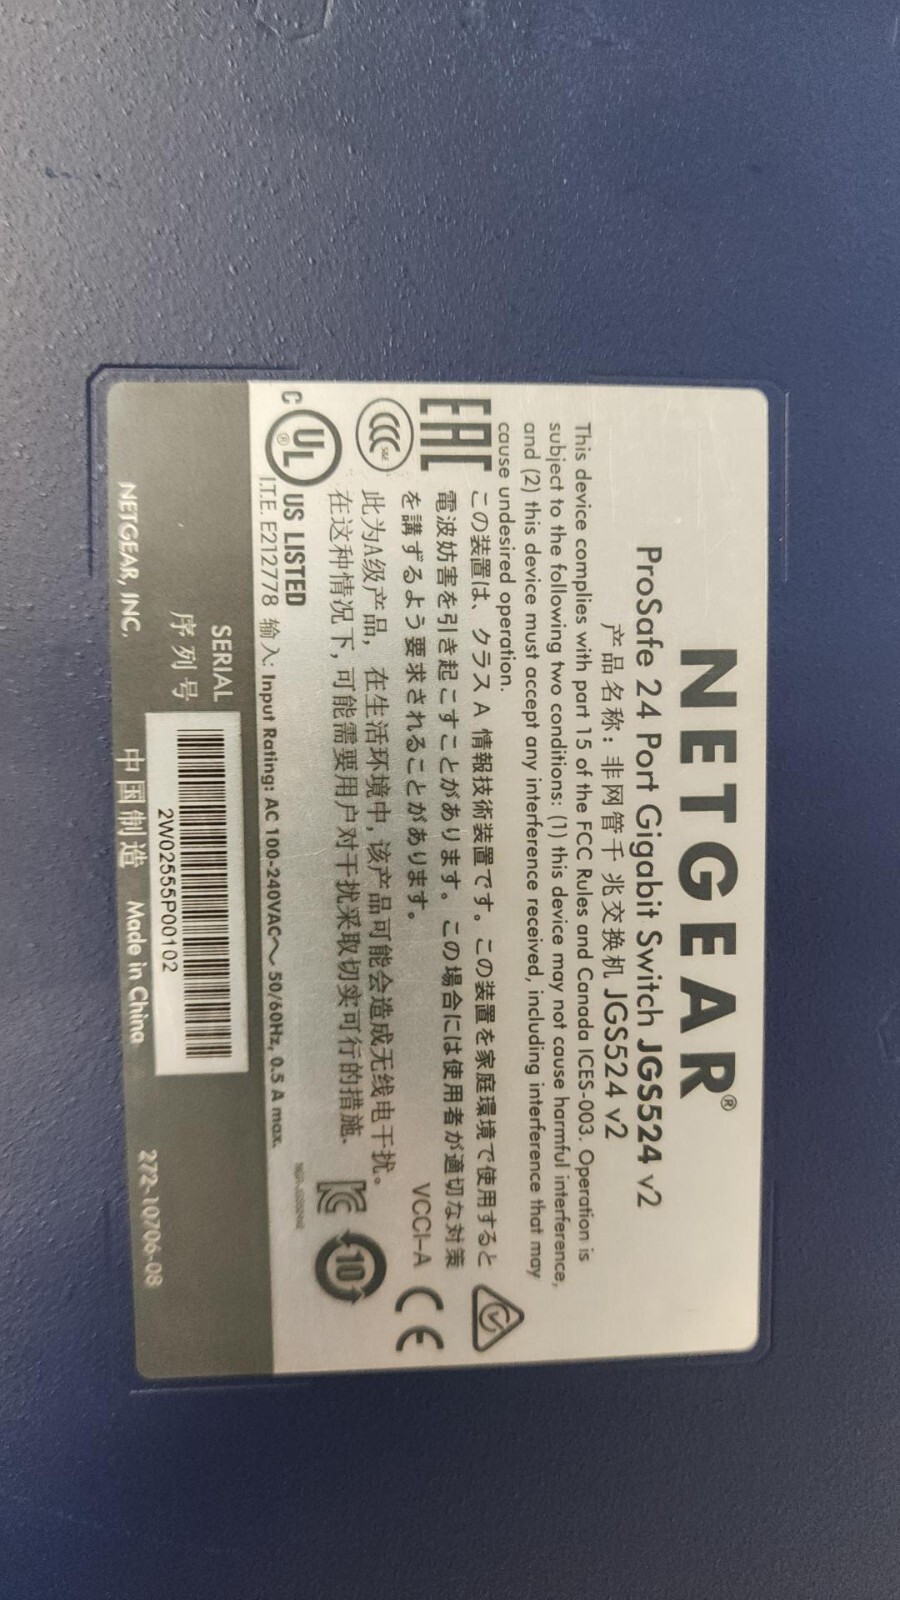 NETGEAR®
ProSafe 24 Port Gigabit Switch JGS524 v2
产品名称：非网管千兆交换机 JGS524 v2
This device complies with part 15 of the FCC Rules and Canada ICES-003. Operation is
subject to the following two conditions: (1) this device may not cause harmful interference,
and (2) this device must accept any interference received, including interference that may
cause undesired operation.
EAC
この装置は、クラス A 情報技術装置です。この装置を家庭環境で使用すると
電波妨害を引き起こすことがあります。この場合には使用者が適切な対策
を講ずるよう要求されることがあります。
VCCI-A
CCC S&E
此为A级产品，在生活环境中，该产品可能会造成无线电干扰。
在这种情况下，可能需要用户对干扰采取切实可行的措施.
CE
10
C UL® US LISTED
I.T.E. E212778 输入: Input Rating: AC 100-240VAC～ 50/60Hz, 0.5 A max.
SERIAL
序列号
2W02555P00102
NETGEAR, INC. 中国制造 Made in China 272-10706-08